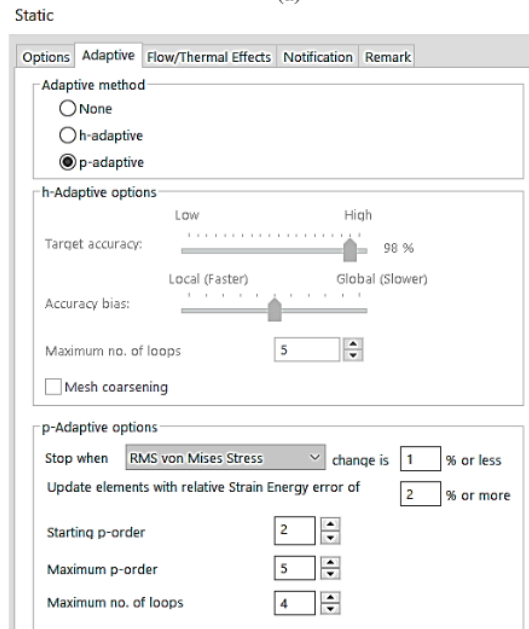 Static
Options Adaptive Flow/Thermal Effects Notification Remark
Adaptive method
None
h-adaptive
p-adaptive
h-Adaptive options
Low High
Target accuracy: 98 %
Local (Faster) Global (Slower)
Accuracy bias:
Maximum no. of loops 5
Mesh coarsening
p-Adaptive options
Stop when RMS von Mises Stress change is 1 % or less
Update elements with relative Strain Energy error of 2 % or more
Starting p-order 2
Maximum p-order 5
Maximum no. of loops 4